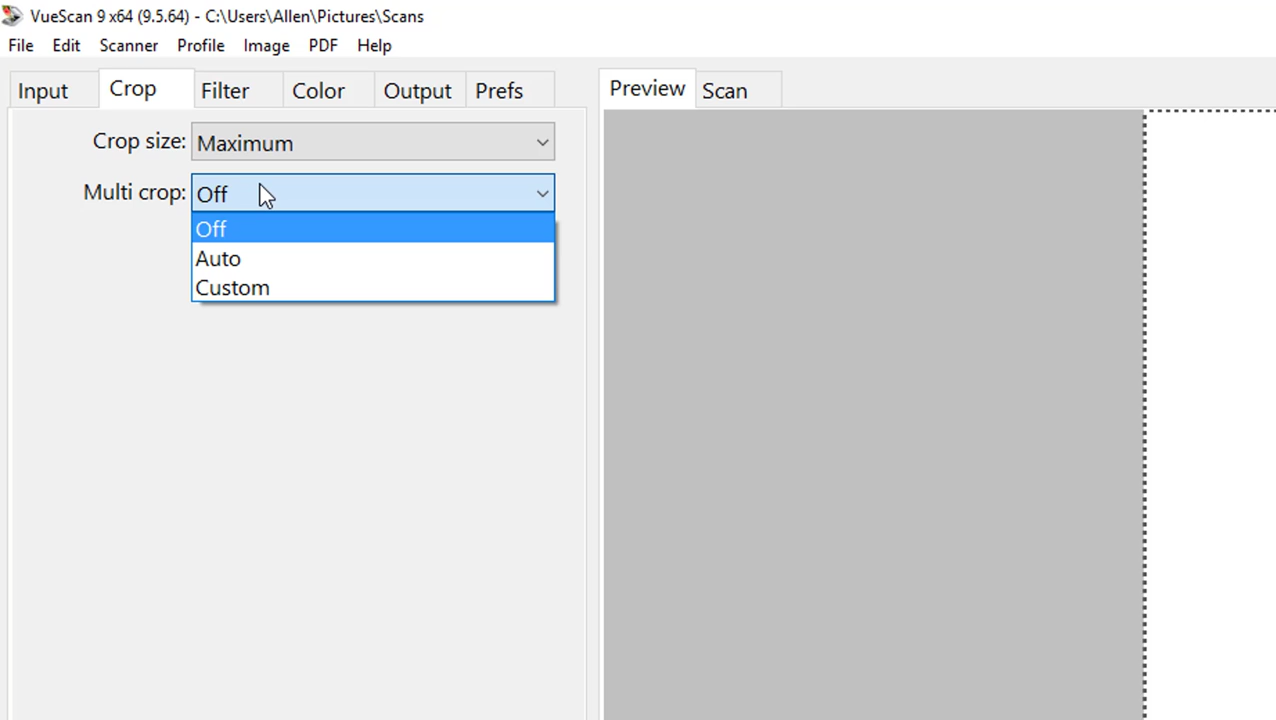 VueScan 9 x64 (9.5.64) - C:\Users\Allen\Pictures\Scans
File Edit Scanner Profile Image PDF Help
Input Crop Filter Color Output Prefs Preview Scan
Crop size: Maximum
Multi crop: Off
Off
Auto
Custom